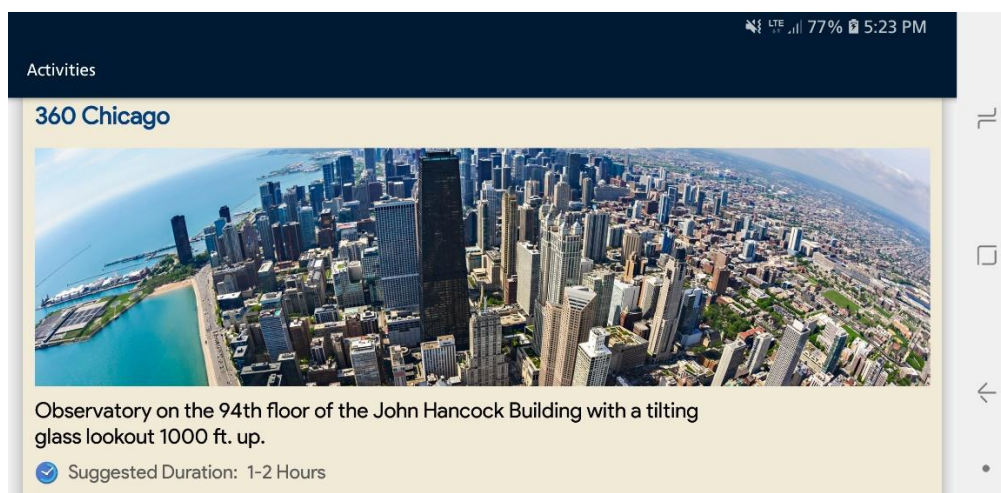 LTE 77% 5:23 PM
Activities
360 Chicago
Observatory on the 94th floor of the John Hancock Building with a tilting
glass lookout 1000 ft. up.
Suggested Duration: 1-2 Hours